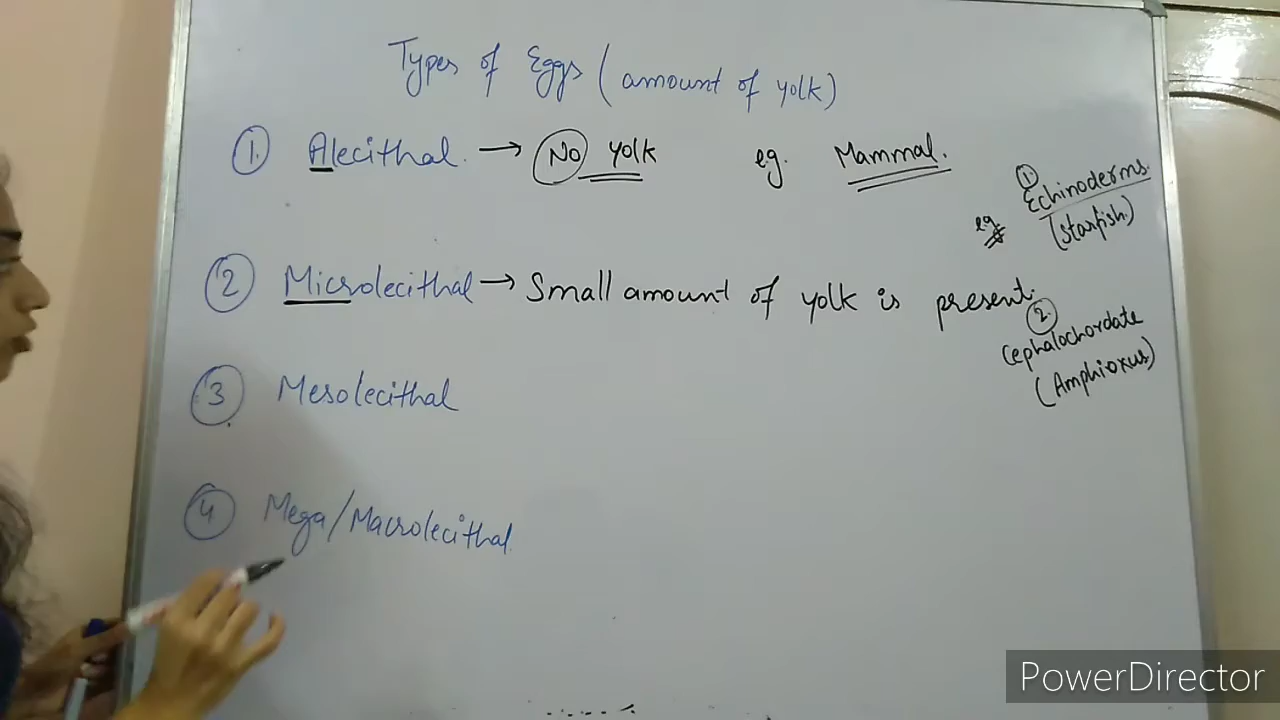 Types of Eggs (amount of yolk)
1. Alecithal. → No yolk eg. Mammal.
2 Microlecithal → Small amount of yolk is present.
eg 1 Echinoderms.
(starfish.)
2. Cephalochordate
(Amphioxus)
3 Mesolecithal
4 Mega/Macrolecithal
PowerDirector